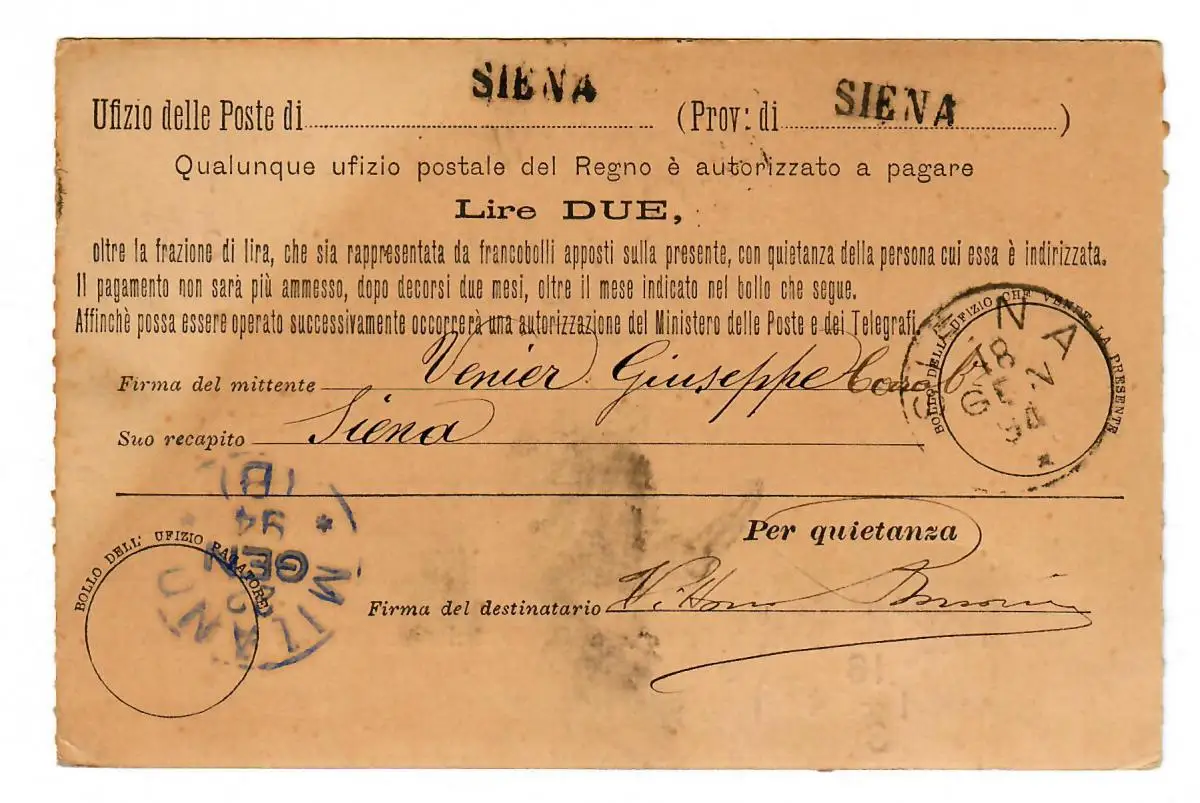 SIENA SIENA
Ufizio delle Poste di (Prov: di )
Qualunque ufizio postale del Regno è autorizzato a pagare
Lire DUE,
oltre la frazione di lira, che sia rappresentata da francobolli apposti sulla presente, con quietanza della persona cui essa è indirizzata.
Il pagamento non sarà più ammesso, dopo decorsi due mesi, oltre il mese indicato nel bollo che segue.
Affinchè possa essere operato successivamente occorrerà una autorizzazione del Ministero delle Poste e dei Telegrafi.
Firma del mittente Venier Giuseppe
Suo recapito Siena
BOLLO DELL' UFIZIO CHE VENDE LA PRESENTE
SIENA
18
GE
94
Per quietanza
Firma del destinatario
BOLLO DELL' UFIZIO PAGATORE
MILANO
GEN
94
(B)